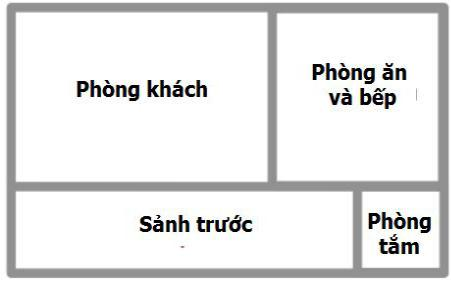 Phòng khách
Phòng ăn
và bếp
Sảnh trước
Phòng
tắm